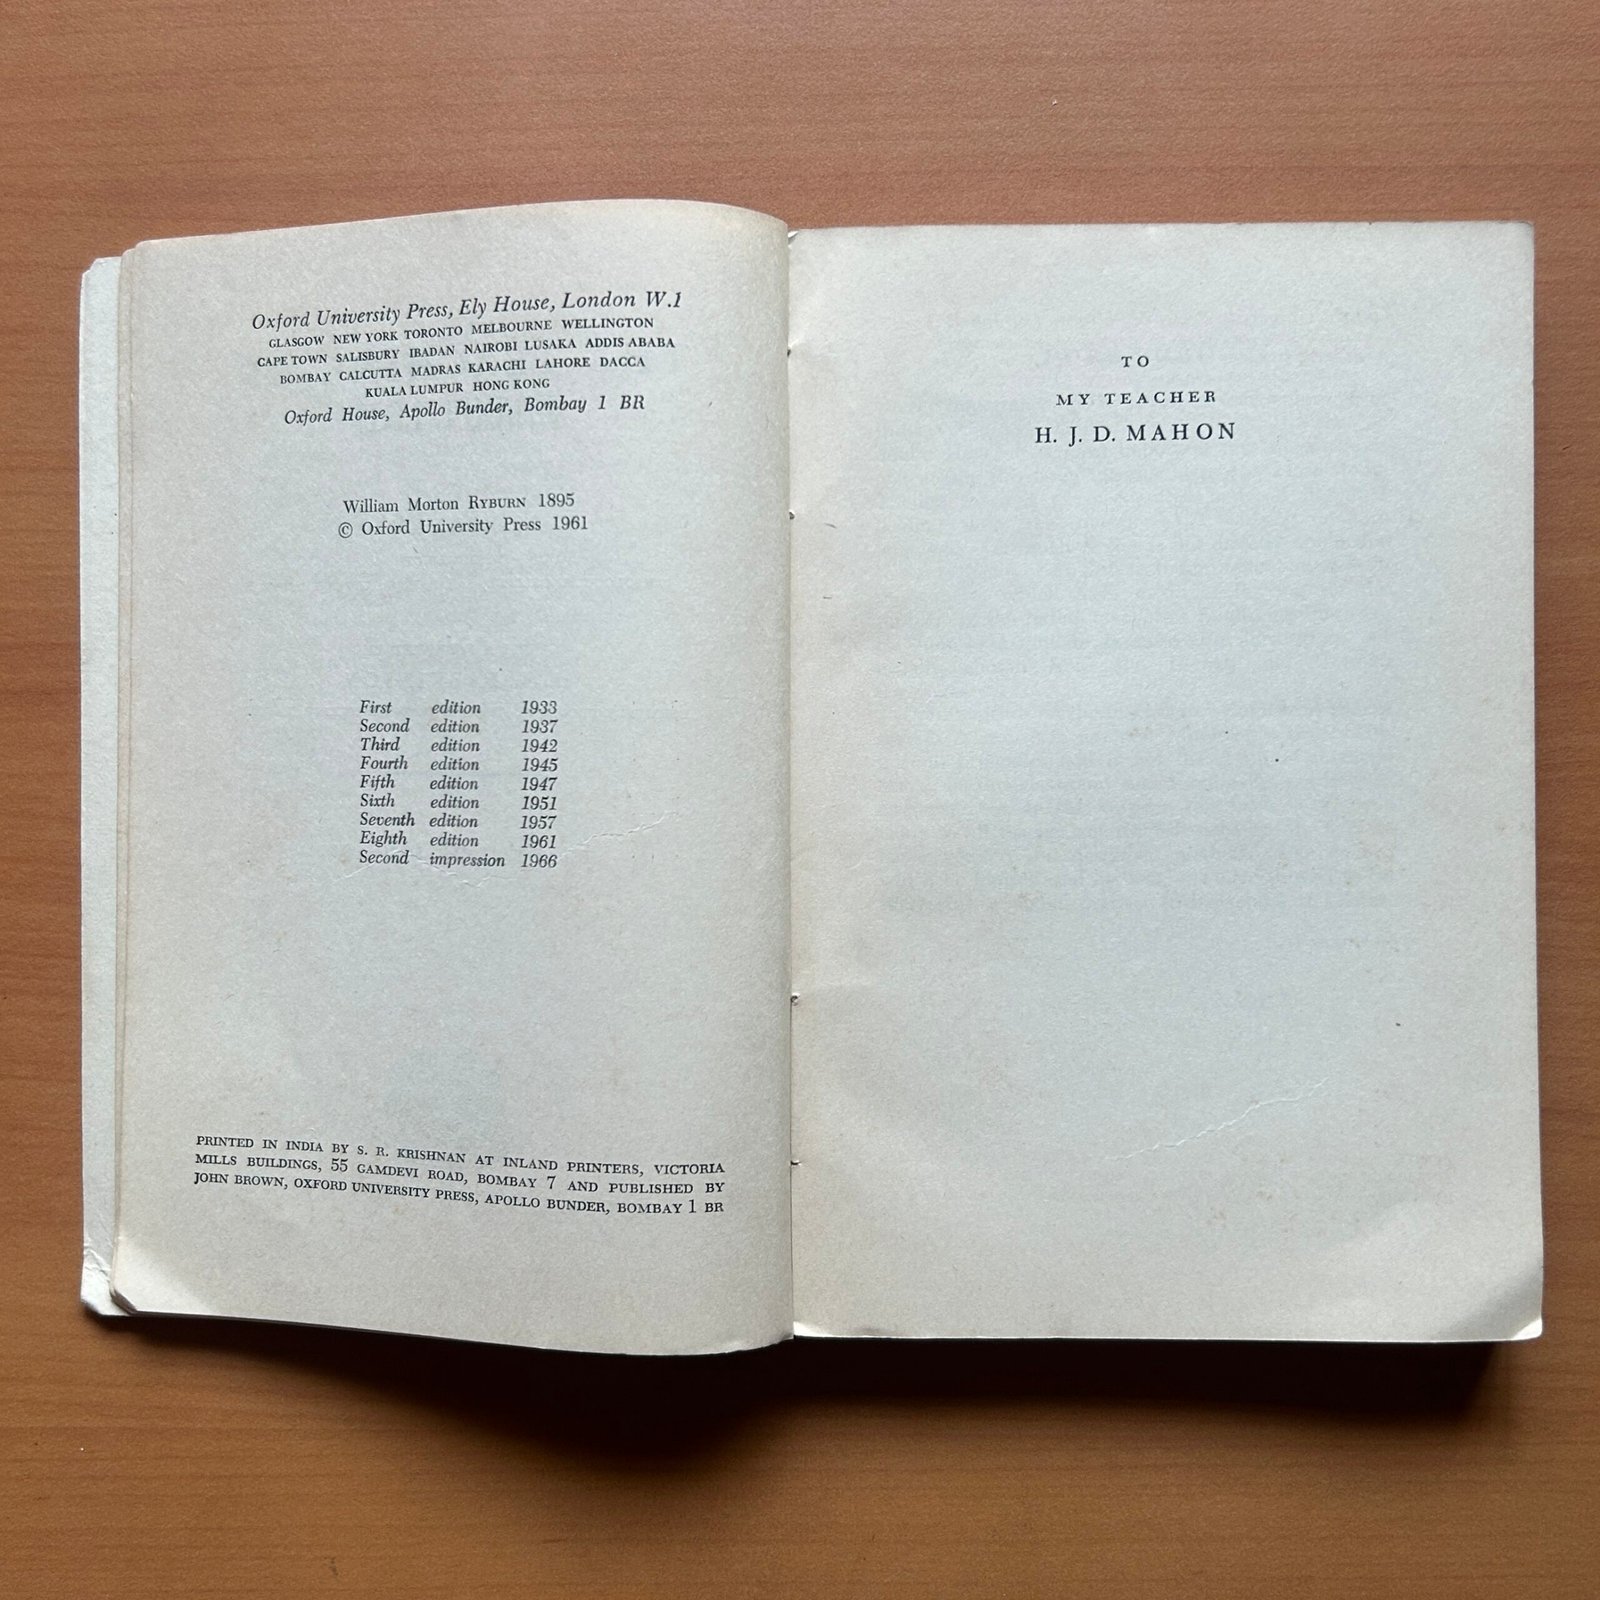 Oxford University Press, Ely House, London W.1
GLASGOW NEW YORK TORONTO MELBOURNE WELLINGTON
CAPE TOWN SALISBURY IBADAN NAIROBI LUSAKA ADDIS ABABA
BOMBAY CALCUTTA MADRAS KARACHI LAHORE DACCA
KUALA LUMPUR HONG KONG
Oxford House, Apollo Bunder, Bombay 1 BR
William Morton RYBURN 1895
© Oxford University Press 1961
First edition 1933
Second edition 1937
Third edition 1942
Fourth edition 1945
Fifth edition 1947
Sixth edition 1951
Seventh edition 1957
Eighth edition 1961
Second impression 1966
PRINTED IN INDIA BY S. R. KRISHNAN AT INLAND PRINTERS, VICTORIA
MILLS BUILDINGS, 55 GAMDEVI ROAD, BOMBAY 7 AND PUBLISHED BY
JOHN BROWN, OXFORD UNIVERSITY PRESS, APOLLO BUNDER, BOMBAY 1 BR
TO
MY TEACHER
H. J. D. MAHON